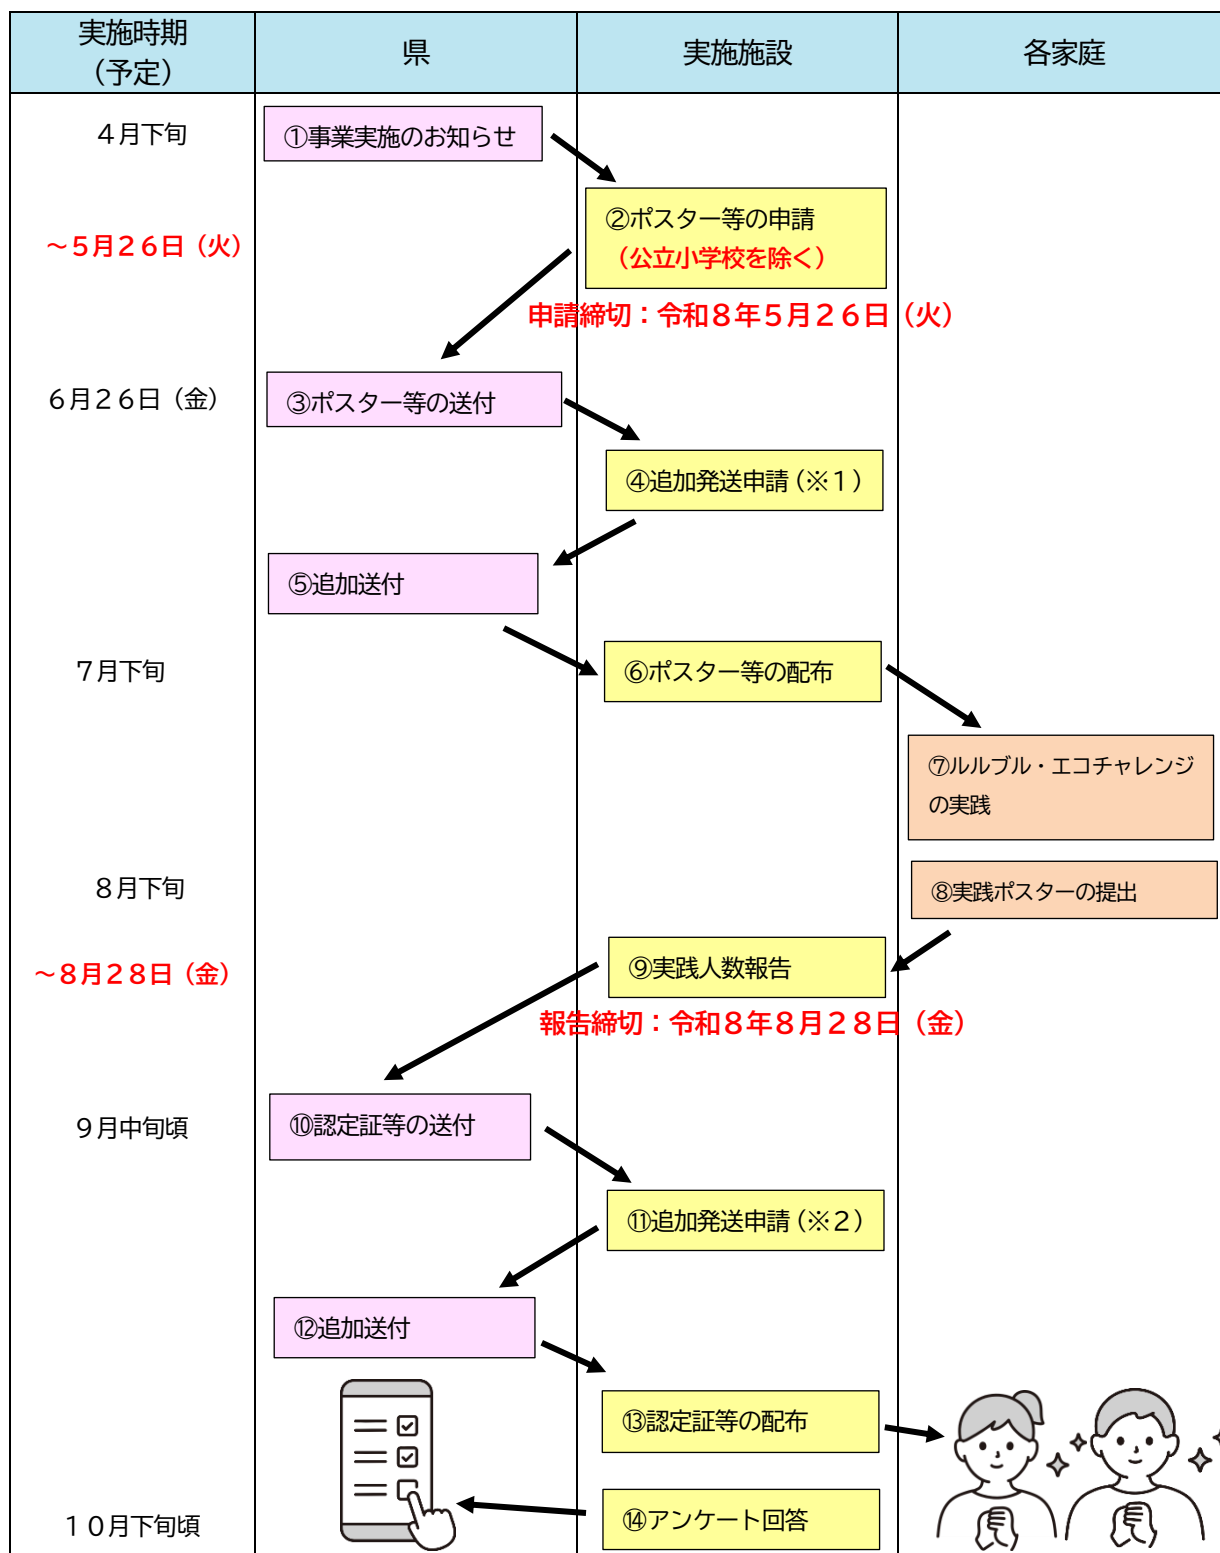 実施時期
（予定）
県
実施施設
各家庭
４月下旬
①事業実施のお知らせ
②ポスター等の申請
（公立小学校を除く）
～５月２６日（火）
申請締切：令和８年５月２６日（火）
６月２６日（金）
③ポスター等の送付
④追加発送申請（※１）
⑤追加送付
７月下旬
⑥ポスター等の配布
⑦ルルブル・エコチャレンジ
の実践
８月下旬
⑧実践ポスターの提出
～８月２８日（金）
⑨実践人数報告
報告締切：令和８年８月２８日（金）
９月中旬頃
⑩認定証等の送付
⑪追加発送申請（※２）
⑫追加送付
⑬認定証等の配布
１０月下旬頃
⑭アンケート回答